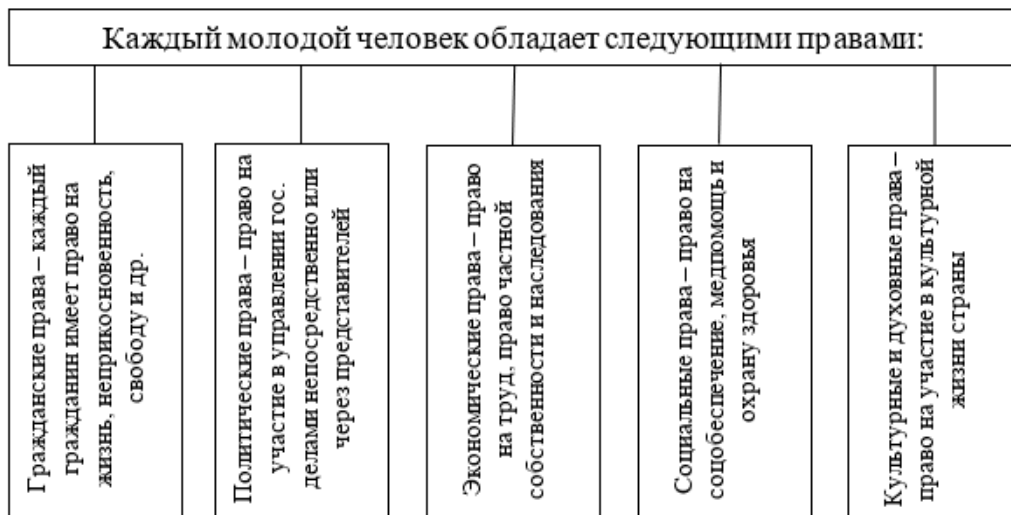 Каждый молодой человек обладает следующими правами:
Гражданские права – каждый
гражданин имеет право на
жизнь, неприкосновенность,
свободу и др.
Политические права – право на
участие в управлении гос.
делами непосредственно или
через представителей
Экономические права – право
на труд, право частной
собственности и наследования
Социальные права – право на
соцобеспечение, медпомощь и
охрану здоровья
Культурные и духовные права –
право на участие в культурной
жизни страны